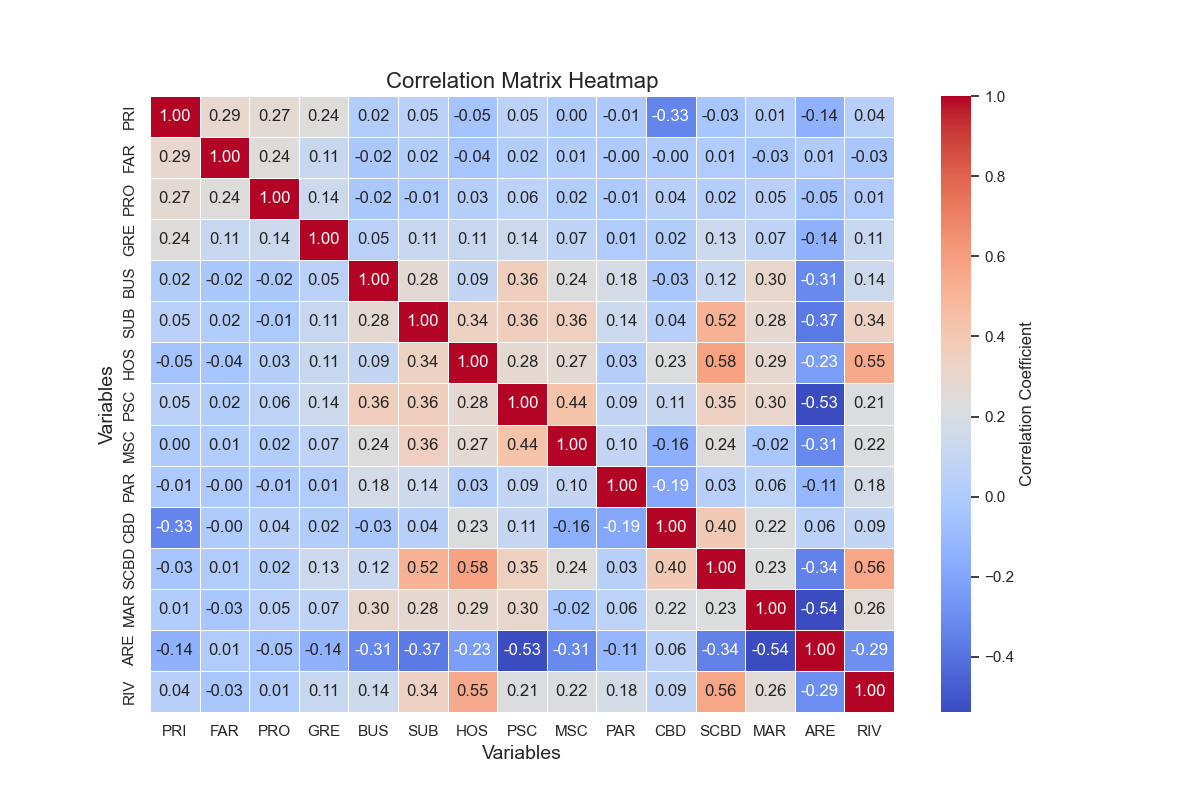 Correlation Matrix Heatmap
PRI 1.00 0.29 0.27 0.24 0.02 0.05 -0.05 0.05 0.00 -0.01 -0.33 -0.03 0.01 -0.14 0.04
FAR 0.29 1.00 0.24 0.11 -0.02 0.02 -0.04 0.02 0.01 -0.00 -0.00 0.01 -0.03 0.01 -0.03
PRO 0.27 0.24 1.00 0.14 -0.02 -0.01 0.03 0.06 0.02 -0.01 0.04 0.02 0.05 -0.05 0.01
GRE 0.24 0.11 0.14 1.00 0.05 0.11 0.11 0.14 0.07 0.01 0.02 0.13 0.07 -0.14 0.11
BUS 0.02 -0.02 -0.02 0.05 1.00 0.28 0.09 0.36 0.24 0.18 -0.03 0.12 0.30 -0.31 0.14
SUB 0.05 0.02 -0.01 0.11 0.28 1.00 0.34 0.36 0.36 0.14 0.04 0.52 0.28 -0.37 0.34
HOS -0.05 -0.04 0.03 0.11 0.09 0.34 1.00 0.28 0.27 0.03 0.23 0.58 0.29 -0.23 0.55
PSC 0.05 0.02 0.06 0.14 0.36 0.36 0.28 1.00 0.44 0.09 0.11 0.35 0.30 -0.53 0.21
MSC 0.00 0.01 0.02 0.07 0.24 0.36 0.27 0.44 1.00 0.10 -0.16 0.24 -0.02 -0.31 0.22
PAR -0.01 -0.00 -0.01 0.01 0.18 0.14 0.03 0.09 0.10 1.00 -0.19 0.03 0.06 -0.11 0.18
CBD -0.33 -0.00 0.04 0.02 -0.03 0.04 0.23 0.11 -0.16 -0.19 1.00 0.40 0.22 0.06 0.09
SCBD -0.03 0.01 0.02 0.13 0.12 0.52 0.58 0.35 0.24 0.03 0.40 1.00 0.23 -0.34 0.56
MAR 0.01 -0.03 0.05 0.07 0.30 0.28 0.29 0.30 -0.02 0.06 0.22 0.23 1.00 -0.54 0.26
ARE -0.14 0.01 -0.05 -0.14 -0.31 -0.37 -0.23 -0.53 -0.31 -0.11 0.06 -0.34 -0.54 1.00 -0.29
RIV 0.04 -0.03 0.01 0.11 0.14 0.34 0.55 0.21 0.22 0.18 0.09 0.56 0.26 -0.29 1.00
PRI FAR PRO GRE BUS SUB HOS PSC MSC PAR CBD SCBD MAR ARE RIV
Variables
Variables
1.0
0.8
0.6
0.4
0.2
0.0
−0.2
−0.4
Correlation Coefficient